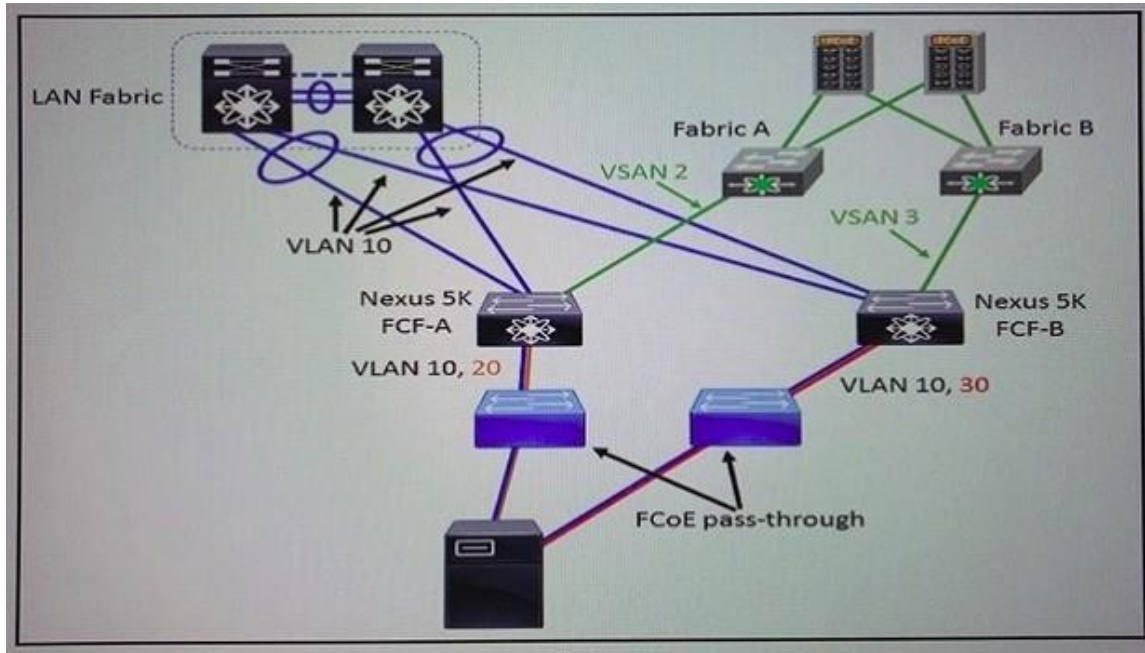 LAN Fabric
Fabric A
Fabric B
VSAN 2
VLAN 10
VSAN 3
Nexus 5K
FCF-A
Nexus 5K
FCF-B
VLAN 10, 20
VLAN 10, 30
FCoE pass-through